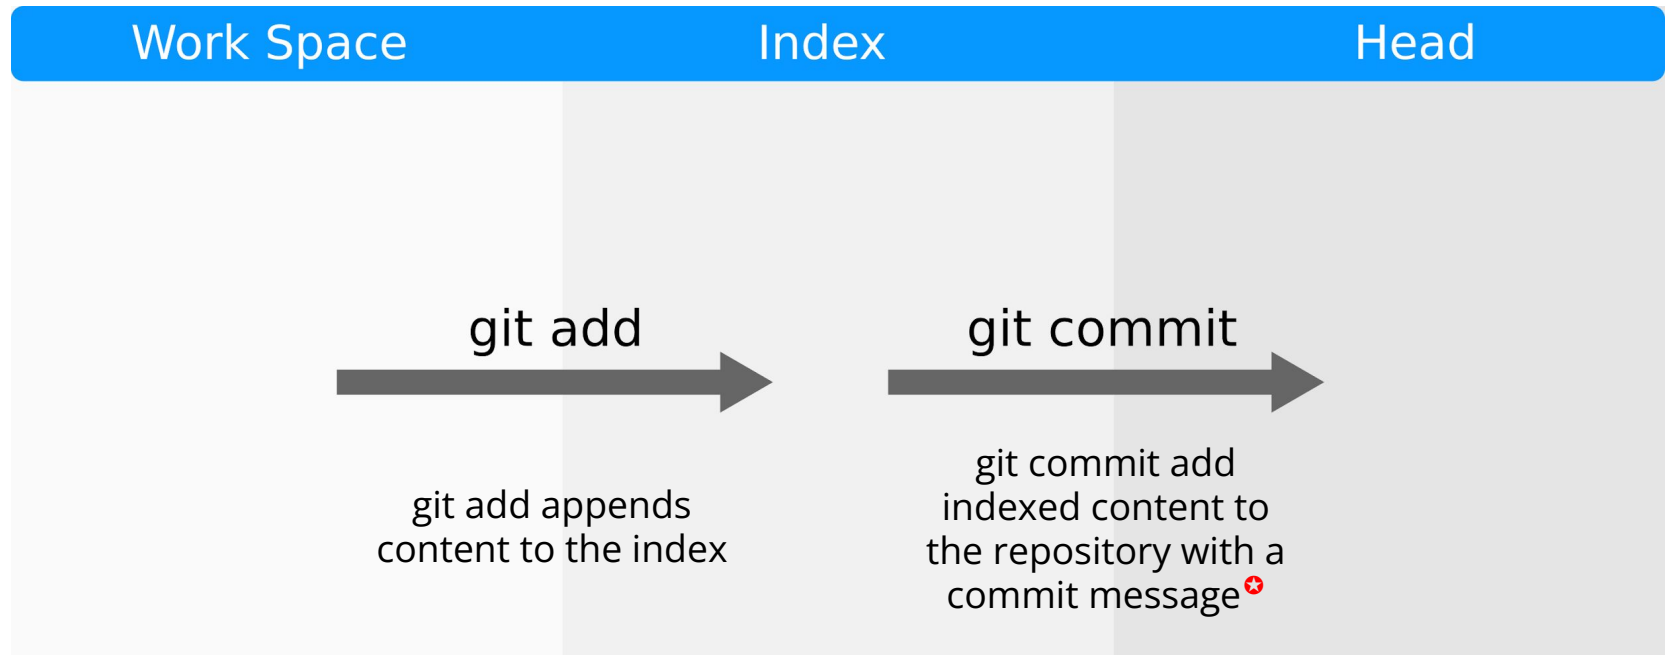 Work Space
Index
Head
git add
git commit
git add appends
content to the index
git commit add
indexed content to
the repository with a
commit message✪